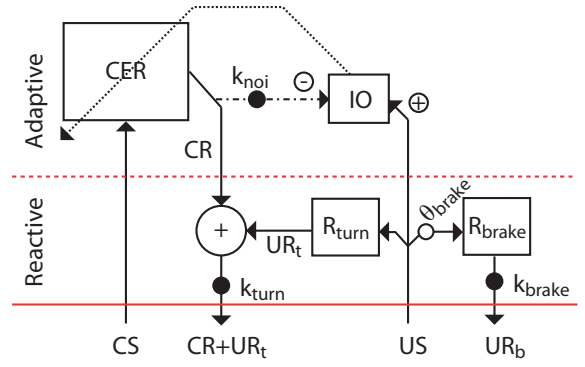 Adaptive
CER
k_noi
⊖
IO
⊕
CR
Reactive
+
UR_t
R_turn
θ_brake
R_brake
k_turn
k_brake
CS
CR+UR_t
US
UR_b